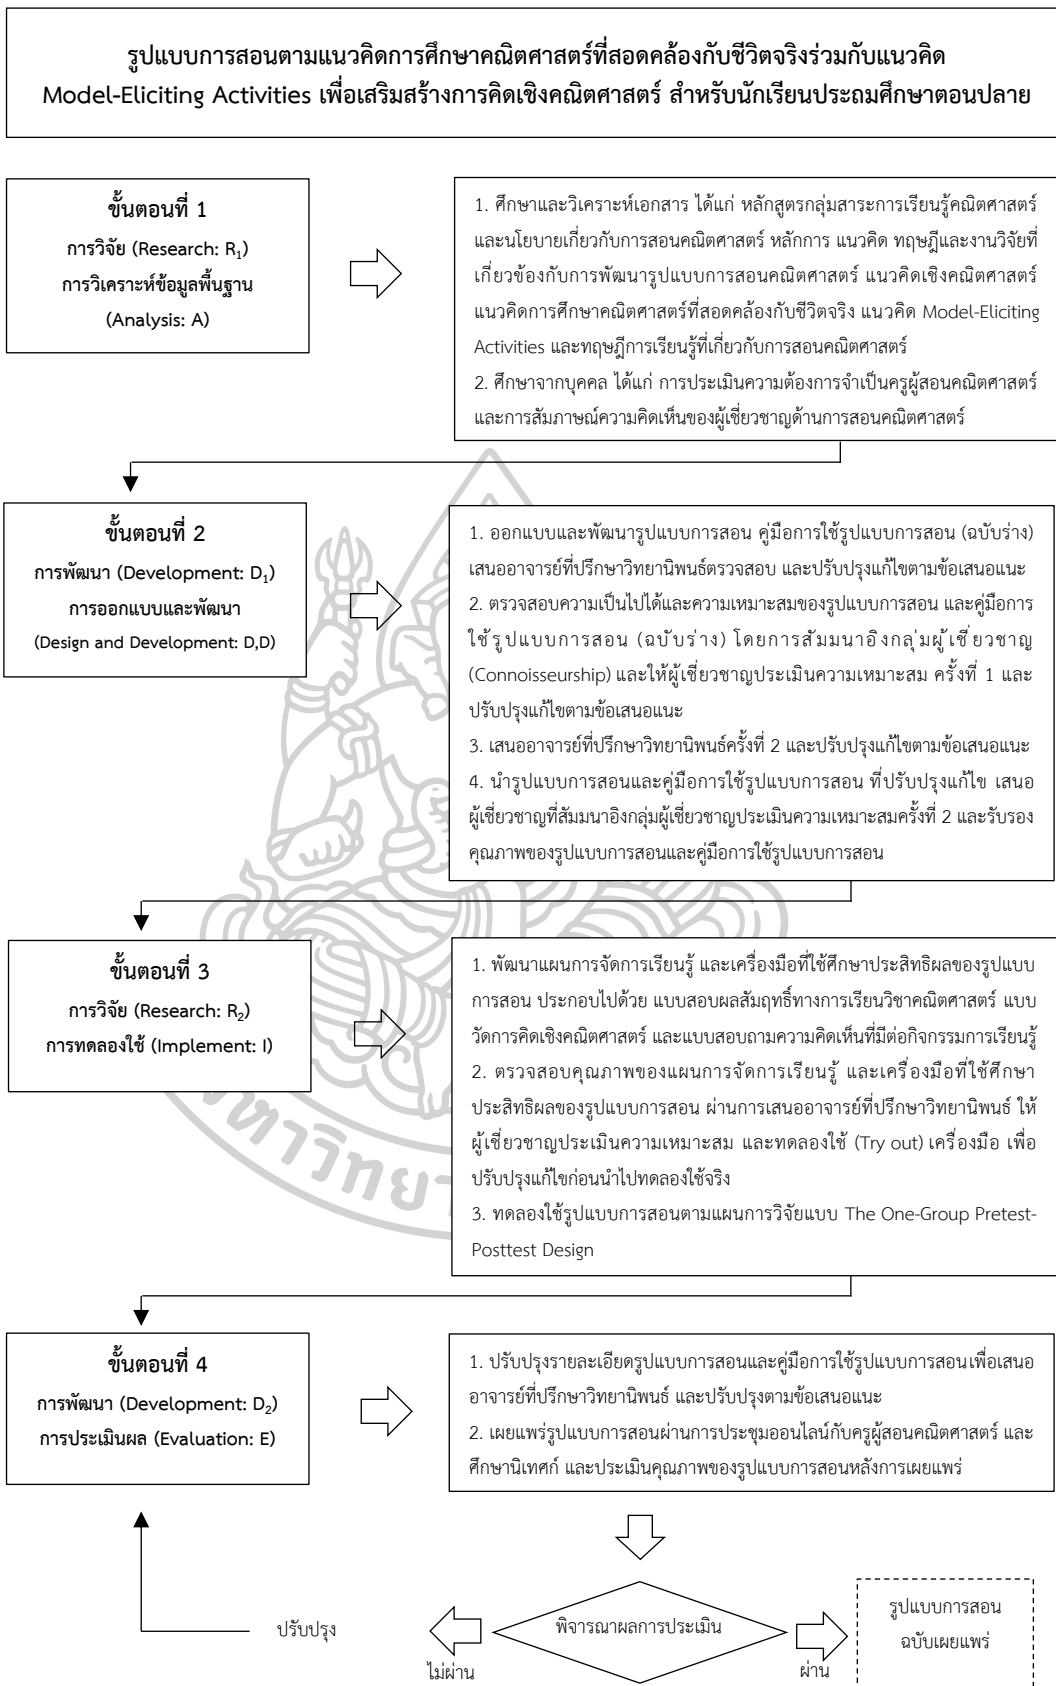 รูปแบบการสอนตามแนวคิดการศึกษาคณิตศาสตร์ที่สอดคล้องกับชีวิตจริงร่วมกับแนวคิด
Model-Eliciting Activities เพื่อเสริมสร้างการคิดเชิงคณิตศาสตร์ สำหรับนักเรียนประถมศึกษาตอนปลาย
ขั้นตอนที่ 1
การวิจัย (Research: R₁)
การวิเคราะห์ข้อมูลพื้นฐาน
(Analysis: A)
1. ศึกษาและวิเคราะห์เอกสาร ได้แก่ หลักสูตรกลุ่มสาระการเรียนรู้คณิตศาสตร์
และนโยบายเกี่ยวกับการสอนคณิตศาสตร์ หลักการ แนวคิด ทฤษฎีและงานวิจัยที่
เกี่ยวข้องกับการพัฒนารูปแบบการสอนคณิตศาสตร์ แนวคิดเชิงคณิตศาสตร์
แนวคิดการศึกษาคณิตศาสตร์ที่สอดคล้องกับชีวิตจริง แนวคิด Model-Eliciting
Activities และทฤษฎีการเรียนรู้ที่เกี่ยวกับการสอนคณิตศาสตร์
2. ศึกษาจากบุคคล ได้แก่ การประเมินความต้องการจำเป็นครูผู้สอนคณิตศาสตร์
และการสัมภาษณ์ความคิดเห็นของผู้เชี่ยวชาญด้านการสอนคณิตศาสตร์
ขั้นตอนที่ 2
การพัฒนา (Development: D₁)
การออกแบบและพัฒนา
(Design and Development: D,D)
1. ออกแบบและพัฒนารูปแบบการสอน คู่มือการใช้รูปแบบการสอน (ฉบับร่าง)
เสนออาจารย์ที่ปรึกษาวิทยานิพนธ์ตรวจสอบ และปรับปรุงแก้ไขตามข้อเสนอแนะ
2. ตรวจสอบความเป็นไปได้และความเหมาะสมของรูปแบบการสอน และคู่มือการ
ใช้รูปแบบการสอน (ฉบับร่าง) โดยการสัมมนาอิงกลุ่มผู้เชี่ยวชาญ
(Connoisseurship) และให้ผู้เชี่ยวชาญประเมินความเหมาะสม ครั้งที่ 1 และ
ปรับปรุงแก้ไขตามข้อเสนอแนะ
3. เสนออาจารย์ที่ปรึกษาวิทยานิพนธ์ครั้งที่ 2 และปรับปรุงแก้ไขตามข้อเสนอแนะ
4. นำรูปแบบการสอนและคู่มือการใช้รูปแบบการสอน ที่ปรับปรุงแก้ไข เสนอ
ผู้เชี่ยวชาญที่สัมมนาอิงกลุ่มผู้เชี่ยวชาญประเมินความเหมาะสมครั้งที่ 2 และรับรอง
คุณภาพของรูปแบบการสอนและคู่มือการใช้รูปแบบการสอน
ขั้นตอนที่ 3
การวิจัย (Research: R₂)
การทดลองใช้ (Implement: I)
1. พัฒนาแผนการจัดการเรียนรู้ และเครื่องมือที่ใช้ศึกษาประสิทธิผลของรูปแบบ
การสอน ประกอบไปด้วย แบบสอบผลสัมฤทธิ์ทางการเรียนวิชาคณิตศาสตร์ แบบ
วัดการคิดเชิงคณิตศาสตร์ และแบบสอบถามความคิดเห็นที่มีต่อกิจกรรมการเรียนรู้
2. ตรวจสอบคุณภาพของแผนการจัดการเรียนรู้ และเครื่องมือที่ใช้ศึกษา
ประสิทธิผลของรูปแบบการสอน ผ่านการเสนออาจารย์ที่ปรึกษาวิทยานิพนธ์ ให้
ผู้เชี่ยวชาญประเมินความเหมาะสม และทดลองใช้ (Try out) เครื่องมือ เพื่อ
ปรับปรุงแก้ไขก่อนนำไปทดลองใช้จริง
3. ทดลองใช้รูปแบบการสอนตามแผนการวิจัยแบบ The One-Group Pretest-
Posttest Design
ขั้นตอนที่ 4
การพัฒนา (Development: D₂)
การประเมินผล (Evaluation: E)
1. ปรับปรุงรายละเอียดรูปแบบการสอนและคู่มือการใช้รูปแบบการสอนเพื่อเสนอ
อาจารย์ที่ปรึกษาวิทยานิพนธ์ และปรับปรุงตามข้อเสนอแนะ
2. เผยแพร่รูปแบบการสอนผ่านการประชุมออนไลน์กับครูผู้สอนคณิตศาสตร์ และ
ศึกษานิเทศก์ และประเมินคุณภาพของรูปแบบการสอนหลังการเผยแพร่
ปรับปรุง
ไม่ผ่าน
พิจารณาผลการประเมิน
ผ่าน
รูปแบบการสอน
ฉบับเผยแพร่